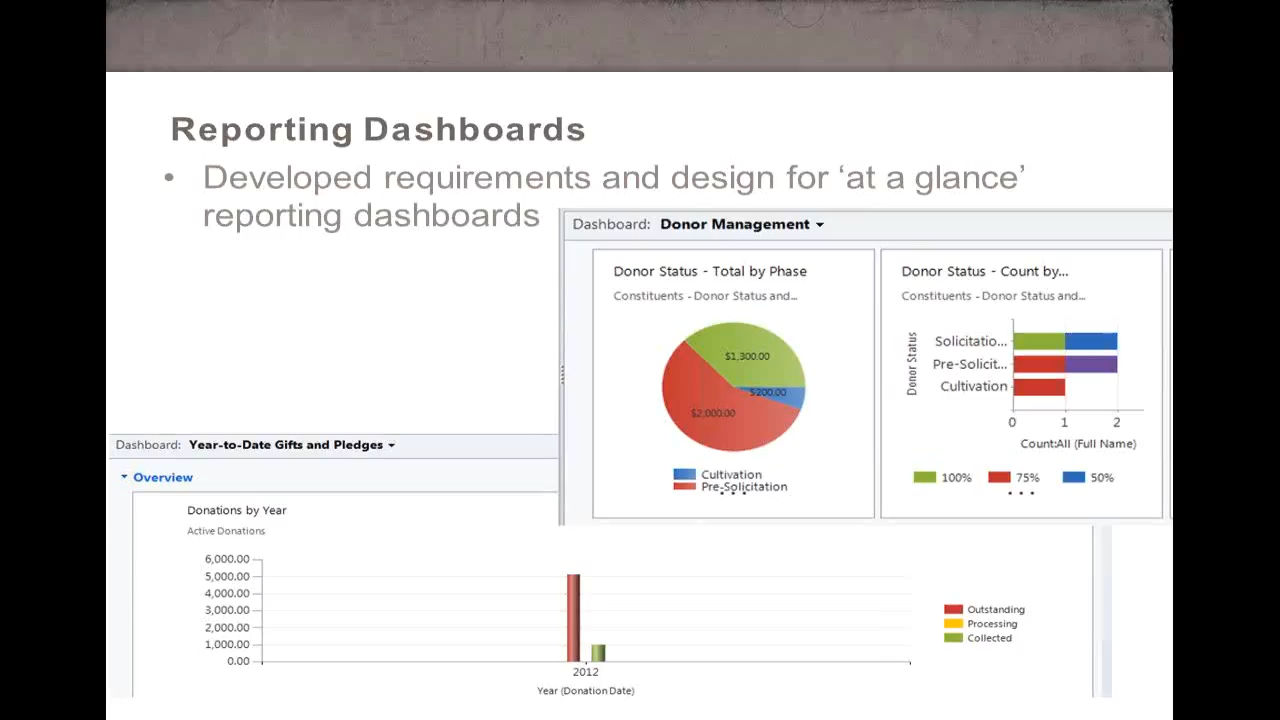 Reporting Dashboards
• Developed requirements and design for ‘at a glance’
reporting dashboards
Dashboard: Donor Management
Donor Status - Total by Phase
Constituents - Donor Status and...
$1,300.00
$200.00
$2,000.00
Cultivation
Pre-Solicitation
...
Donor Status - Count by...
Constituents - Donor Status and...
Donor Status
Solicitatio...
Pre-Solicit...
Cultivation
0 1 2
Count:All (Full Name)
100% 75% 50%
...
Dashboard: Year-to-Date Gifts and Pledges
Overview
Donations by Year
Active Donations
6,000.00
5,000.00
4,000.00
3,000.00
2,000.00
1,000.00
0.00
2012
Year (Donation Date)
Outstanding
Processing
Collected